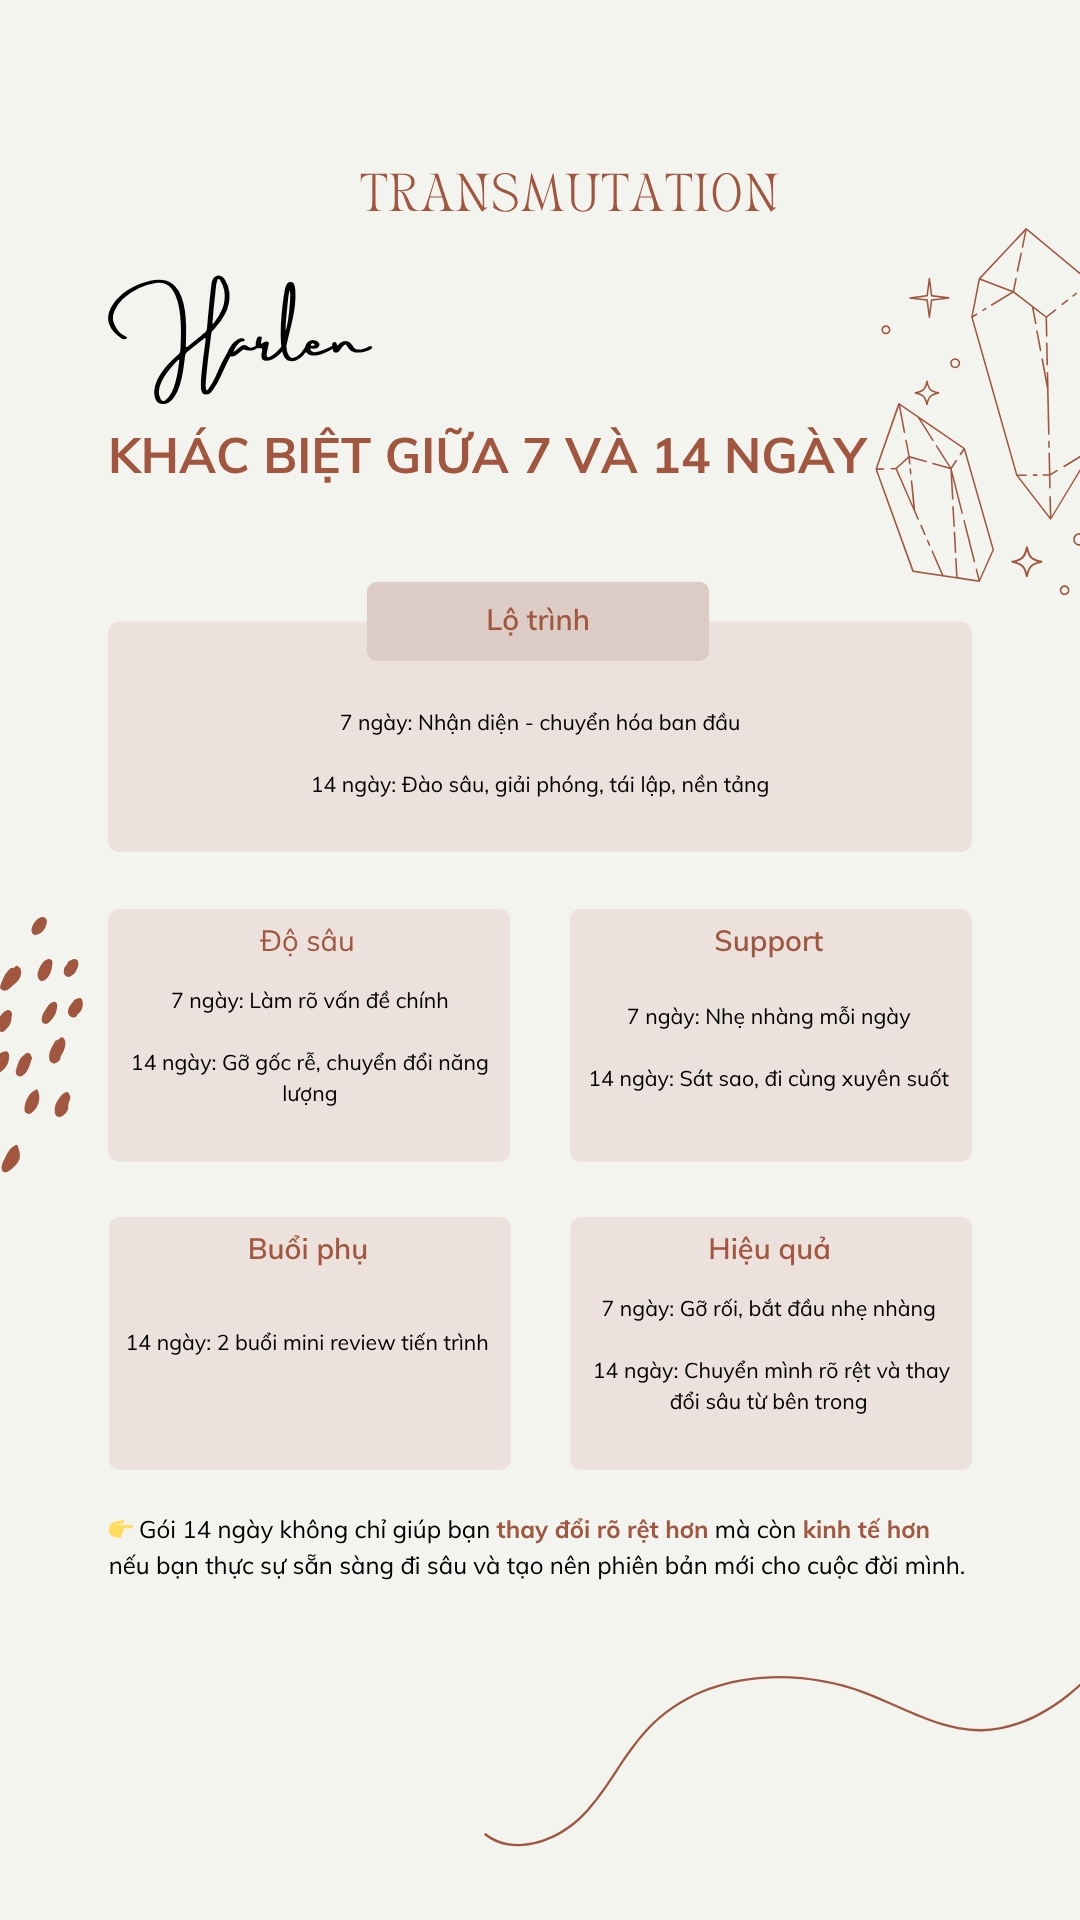 TRANSMUTATION
Harlen
KHÁC BIỆT GIỮA 7 VÀ 14 NGÀY
Lộ trình
7 ngày: Nhận diện - chuyển hóa ban đầu
14 ngày: Đào sâu, giải phóng, tái lập, nền tảng
Độ sâu
7 ngày: Làm rõ vấn đề chính
14 ngày: Gỡ gốc rễ, chuyển đổi năng
lượng
Support
7 ngày: Nhẹ nhàng mỗi ngày
14 ngày: Sát sao, đi cùng xuyên suốt
Buổi phụ
14 ngày: 2 buổi mini review tiến trình
Hiệu quả
7 ngày: Gỡ rối, bắt đầu nhẹ nhàng
14 ngày: Chuyển mình rõ rệt và thay
đổi sâu từ bên trong
👉 Gói 14 ngày không chỉ giúp bạn thay đổi rõ rệt hơn mà còn kinh tế hơn
nếu bạn thực sự sẵn sàng đi sâu và tạo nên phiên bản mới cho cuộc đời mình.